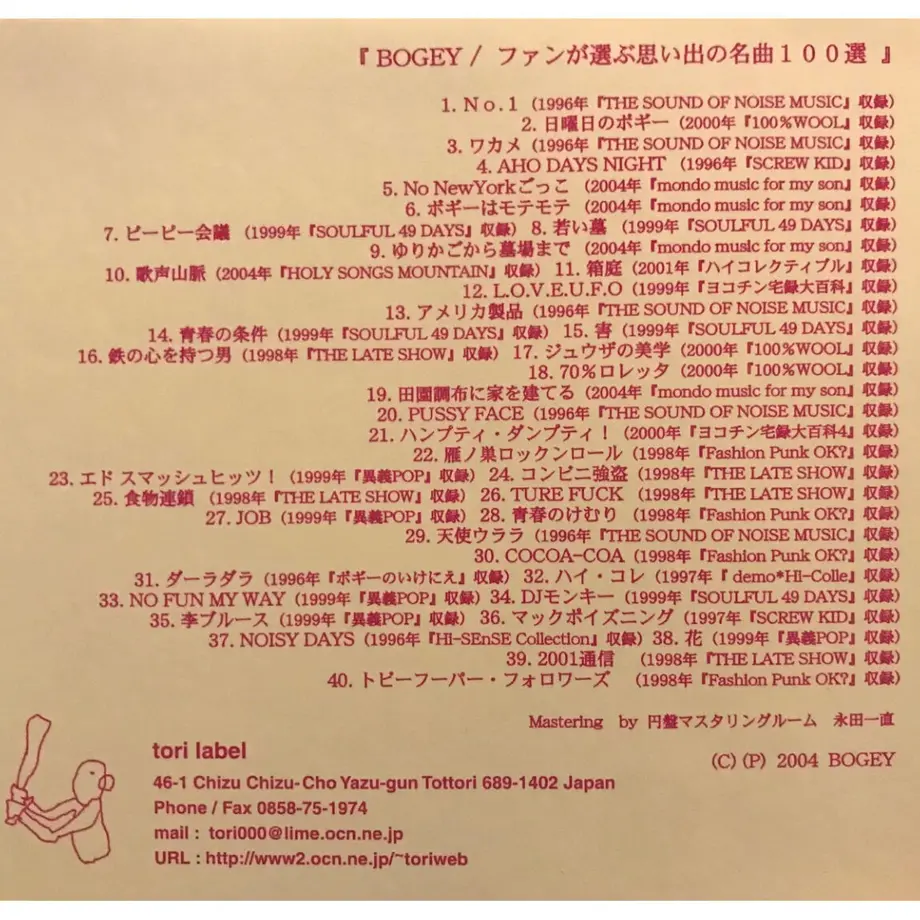 『 BOGEY / ファンが選ぶ思い出の名曲１００選 』
1. No.1 (1996年『THE SOUND OF NOISE MUSIC』収録)
2. 日曜日のボギー (2000年『100%WOOL』収録)
3. ワカメ (1996年『THE SOUND OF NOISE MUSIC』収録)
4. AHO DAYS NIGHT (1996年『SCREW KID』収録)
5. No NewYorkごっこ (2004年『mondo music for my son』収録)
6. ボギーはモテモテ (2004年『mondo music for my son』収録)
7. ピーピー会議 (1999年『SOULFUL 49 DAYS』収録) 8. 若い墓 (1999年『SOULFUL 49 DAYS』収録)
9. ゆりかごから墓場まで (2004年『mondo music for my son』収録)
10. 歌声山脈 (2004年『HOLY SONGS MOUNTAIN』収録) 11. 箱庭 (2001年『ハイコレクティブル』収録)
12. L.O.V.E.U.F.O (1999年『ヨコチン宅録大百科』収録)
13. アメリカ製品 (1996年『THE SOUND OF NOISE MUSIC』収録)
14. 青春の条件 (1999年『SOULFUL 49 DAYS』収録) 15. 害 (1999年『SOULFUL 49 DAYS』収録)
16. 鉄の心を持つ男 (1998年『THE LATE SHOW』収録) 17. ジュウザの美学 (2000年『100%WOOL』収録)
18. 70%ロレッタ (2000年『100%WOOL』収録)
19. 田園調布に家を建てる (2004年『mondo music for my son』収録)
20. PUSSY FACE (1996年『THE SOUND OF NOISE MUSIC』収録)
21. ハンプティ・ダンプティ！ (2000年『ヨコチン宅録大百科4』収録)
22. 雁ノ巣ロックンロール (1998年『Fashion Punk OK?』収録)
23. エド スマッシュヒッツ！ (1999年『異義POP』収録) 24. コンビニ強盗 (1998年『THE LATE SHOW』収録)
25. 食物連鎖 (1998年『THE LATE SHOW』収録) 26. TURE FUCK (1998年『THE LATE SHOW』収録)
27. JOB (1999年『異義POP』収録) 28. 青春のけむり (1998年『Fashion Punk OK?』収録)
29. 天使ウララ (1996年『THE SOUND OF NOISE MUSIC』収録)
30. COCOA-COA (1998年『Fashion Punk OK?』収録)
31. ダーラダラ (1996年『ボギーのいけにえ』収録) 32. ハイ・コレ (1997年『 demo*Hi-Colle』収録)
33. NO FUN MY WAY (1999年『異義POP』収録) 34. DJモンキー (1999年『SOULFUL 49 DAYS』収録)
35. 李ブルース (1999年『異義POP』収録) 36. マックポイズニング (1997年『SCREW KID』収録)
37. NOISY DAYS (1996年『Hi-SEnSE Collection』収録) 38. 花 (1999年『異義POP』収録)
39. 2001通信 (1998年『THE LATE SHOW』収録)
40. トビーフーパー・フォロワーズ (1998年『Fashion Punk OK?』収録)
Mastering by 円盤マスタリングルーム 永田一直
(C) (P) 2004 BOGEY
tori label
46-1 Chizu Chizu-Cho Yazu-gun Tottori 689-1402 Japan
Phone / Fax 0858-75-1974
mail : tori000@lime.ocn.ne.jp
URL : http://www2.ocn.ne.jp/~toriweb